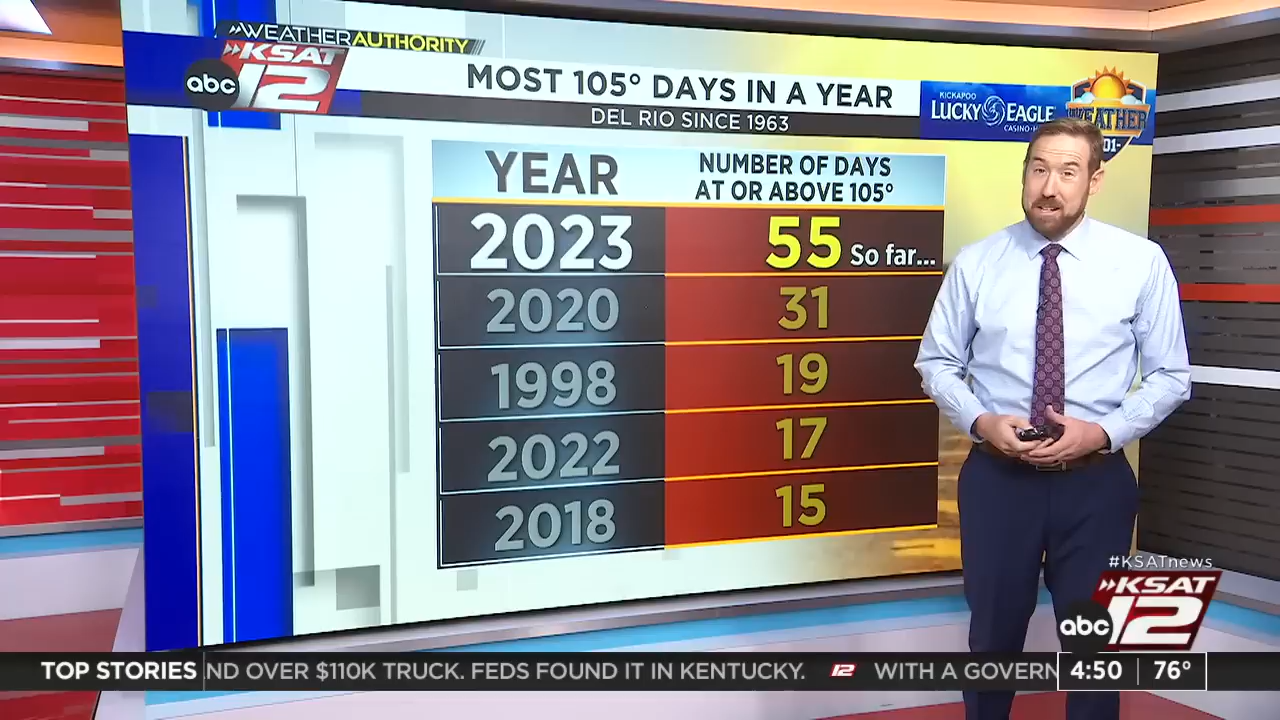 »WEATHERAUTHORITY
»KSAT
abc 12
MOST 105° DAYS IN A YEAR
DEL RIO SINCE 1963
KICKAPOO
LUCKY EAGLE
WEATHER
YEAR
NUMBER OF DAYS
AT OR ABOVE 105°
2023 55 So far...
2020 31
1998 19
2022 17
2018 15
#KSATnews
»KSAT
abc 12
TOP STORIES ND OVER $110K TRUCK. FEDS FOUND IT IN KENTUCKY. 12 WITH A GOVERN 4:50 76°